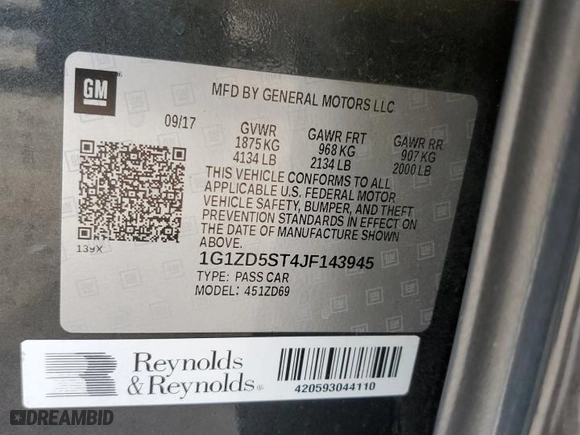 GM
MFD BY GENERAL MOTORS LLC
09/17 GVWR GAWR FRT GAWR RR
1875 KG 968 KG 907 KG
4134 LB 2134 LB 2000 LB
THIS VEHICLE CONFORMS TO ALL
APPLICABLE U.S. FEDERAL MOTOR
VEHICLE SAFETY, BUMPER, AND THEFT
PREVENTION STANDARDS IN EFFECT ON
THE DATE OF MANUFACTURE SHOWN
ABOVE.
139X
1G1ZD5ST4JF143945
TYPE: PASS CAR
MODEL: 451ZD69
Reynolds
& Reynolds®
420593044110
DREAMBID